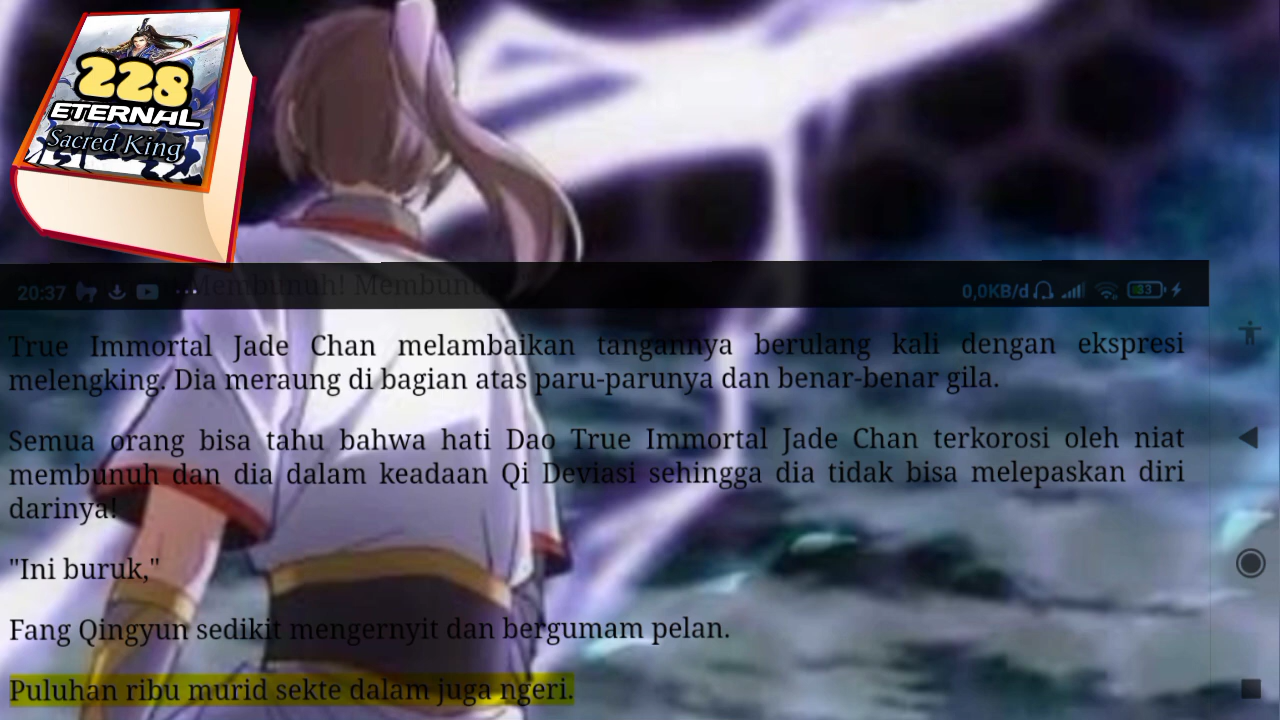 228
ETERNAL
Sacred King
Membunuh! Membunu
20:37
0,0KB/d
33
True Immortal Jade Chan melambaikan tangannya berulang kali dengan ekspresi
melengking. Dia meraung di bagian atas paru-parunya dan benar-benar gila.
Semua orang bisa tahu bahwa hati Dao True Immortal Jade Chan terkorosi oleh niat
membunuh dan dia dalam keadaan Qi Deviasi sehingga dia tidak bisa melepaskan diri
darinya!
"Ini buruk,"
Fang Qingyun sedikit mengernyit dan bergumam pelan.
Puluhan ribu murid sekte dalam juga ngeri.